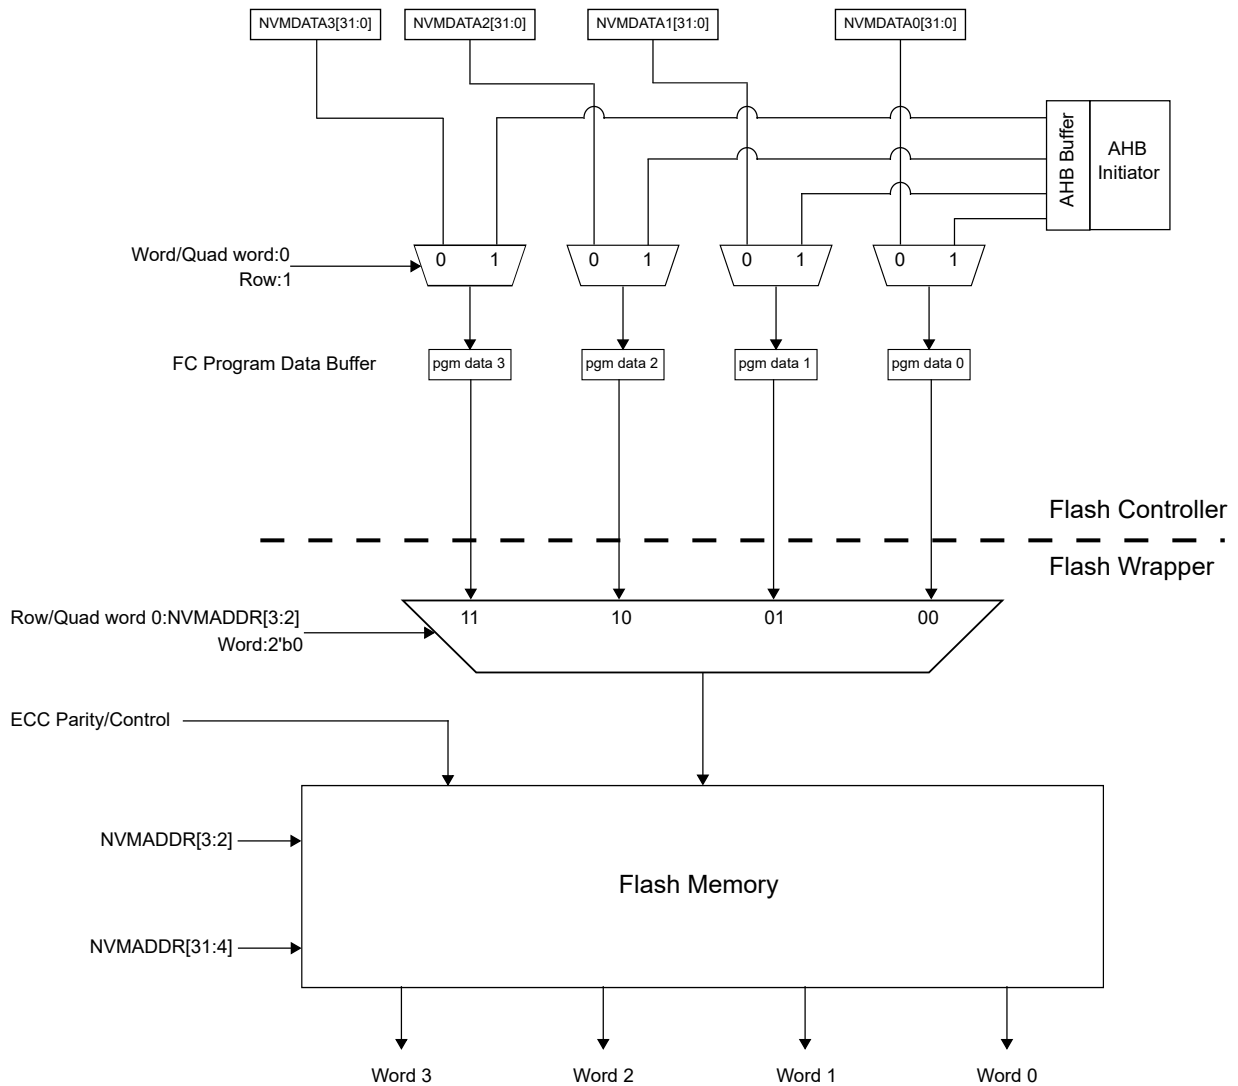 NVMDATA3[31:0]
NVMDATA2[31:0]
NVMDATA1[31:0]
NVMDATA0[31:0]
AHB Buffer
AHB
Initiator
Word/Quad word:0
Row:1
0 1
0 1
0 1
0 1
FC Program Data Buffer
pgm data 3
pgm data 2
pgm data 1
pgm data 0
Flash Controller
Flash Wrapper
Row/Quad word 0:NVMADDR[3:2]
Word:2'b0
11
10
01
00
ECC Parity/Control
NVMADDR[3:2]
Flash Memory
NVMADDR[31:4]
Word 3
Word 2
Word 1
Word 0